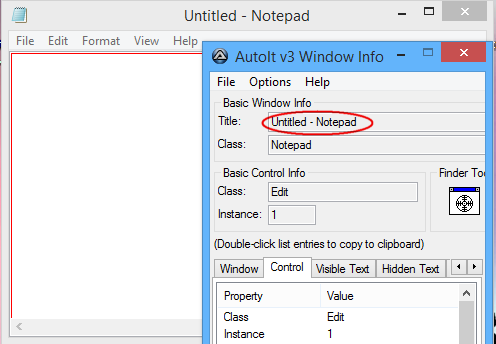 Untitled - Notepad
File Edit Format View Help
AutoIt v3 Window Info
File Options Help
Basic Window Info
Title: Untitled - Notepad
Class: Notepad
Basic Control Info
Class: Edit
Instance: 1
Finder Too
(Double-click list entries to copy to clipboard)
Window Control Visible Text Hidden Text
Property Value
Class Edit
Instance 1